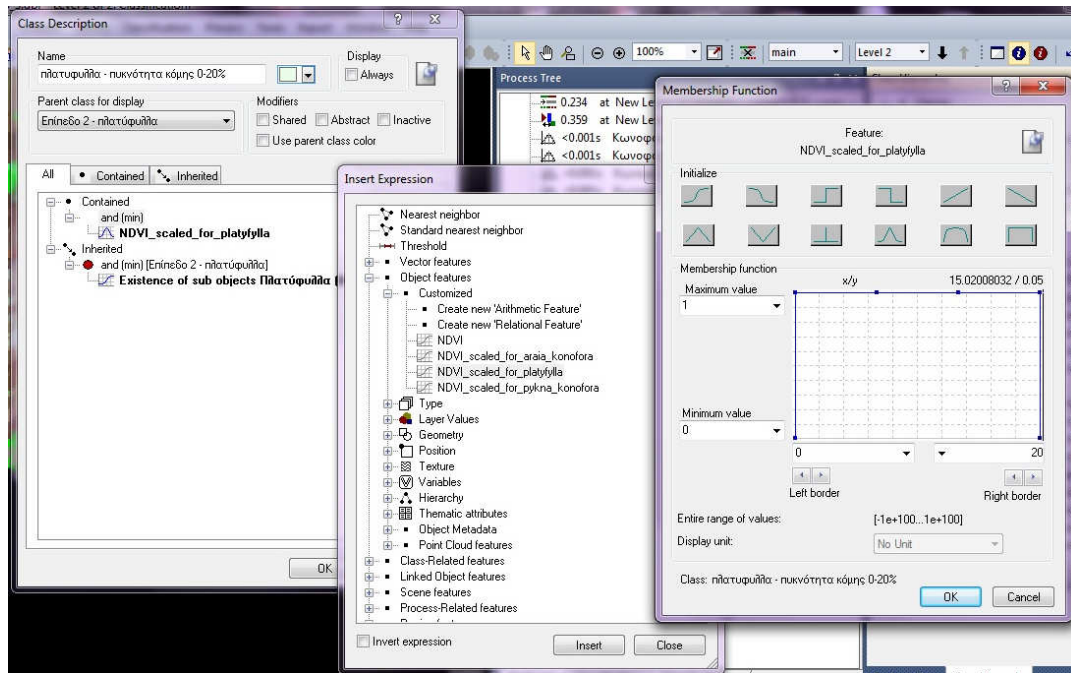 Class Description
Name
πλατυφυλλα - πυκνότητα κόμης 0-20%
Display
Always
Parent class for display
Επίπεδο 2 - πλατύφυλλα
Modifiers
Shared Abstract Inactive
Use parent class color
All Contained Inherited
Contained
and (min)
NDVI_scaled_for_platyfylla
Inherited
and (min) [Επίπεδο 2 - πλατύφυλλα]
Existence of sub objects Πλατύφυλλα (
OK
100%
main
Level 2
Process Tree
0.234 at New Le
0.359 at New Le
<0.001s Κωνοφο
<0.001s Κωνοφο
Insert Expression
Nearest neighbor
Standard nearest neighbor
Threshold
Vector features
Object features
Customized
Create new 'Arithmetic Feature'
Create new 'Relational Feature'
NDVI
NDVI_scaled_for_araia_konofora
NDVI_scaled_for_platyfylla
NDVI_scaled_for_pykna_konofora
Type
Layer Values
Geometry
Position
Texture
Variables
Hierarchy
Thematic attributes
Object Metadata
Point Cloud features
Class-Related features
Linked Object features
Scene features
Process-Related features
Invert expression
Insert Close
Membership Function
Feature:
NDVI_scaled_for_platyfylla
Initialize
Membership function
Maximum value
x/y 15.02008032 / 0.05
1
Minimum value
0
0 20
Left border Right border
Entire range of values: [-1e+100...1e+100]
Display unit: No Unit
Class: πλατυφυλλα - πυκνότητα κόμης 0-20%
OK Cancel